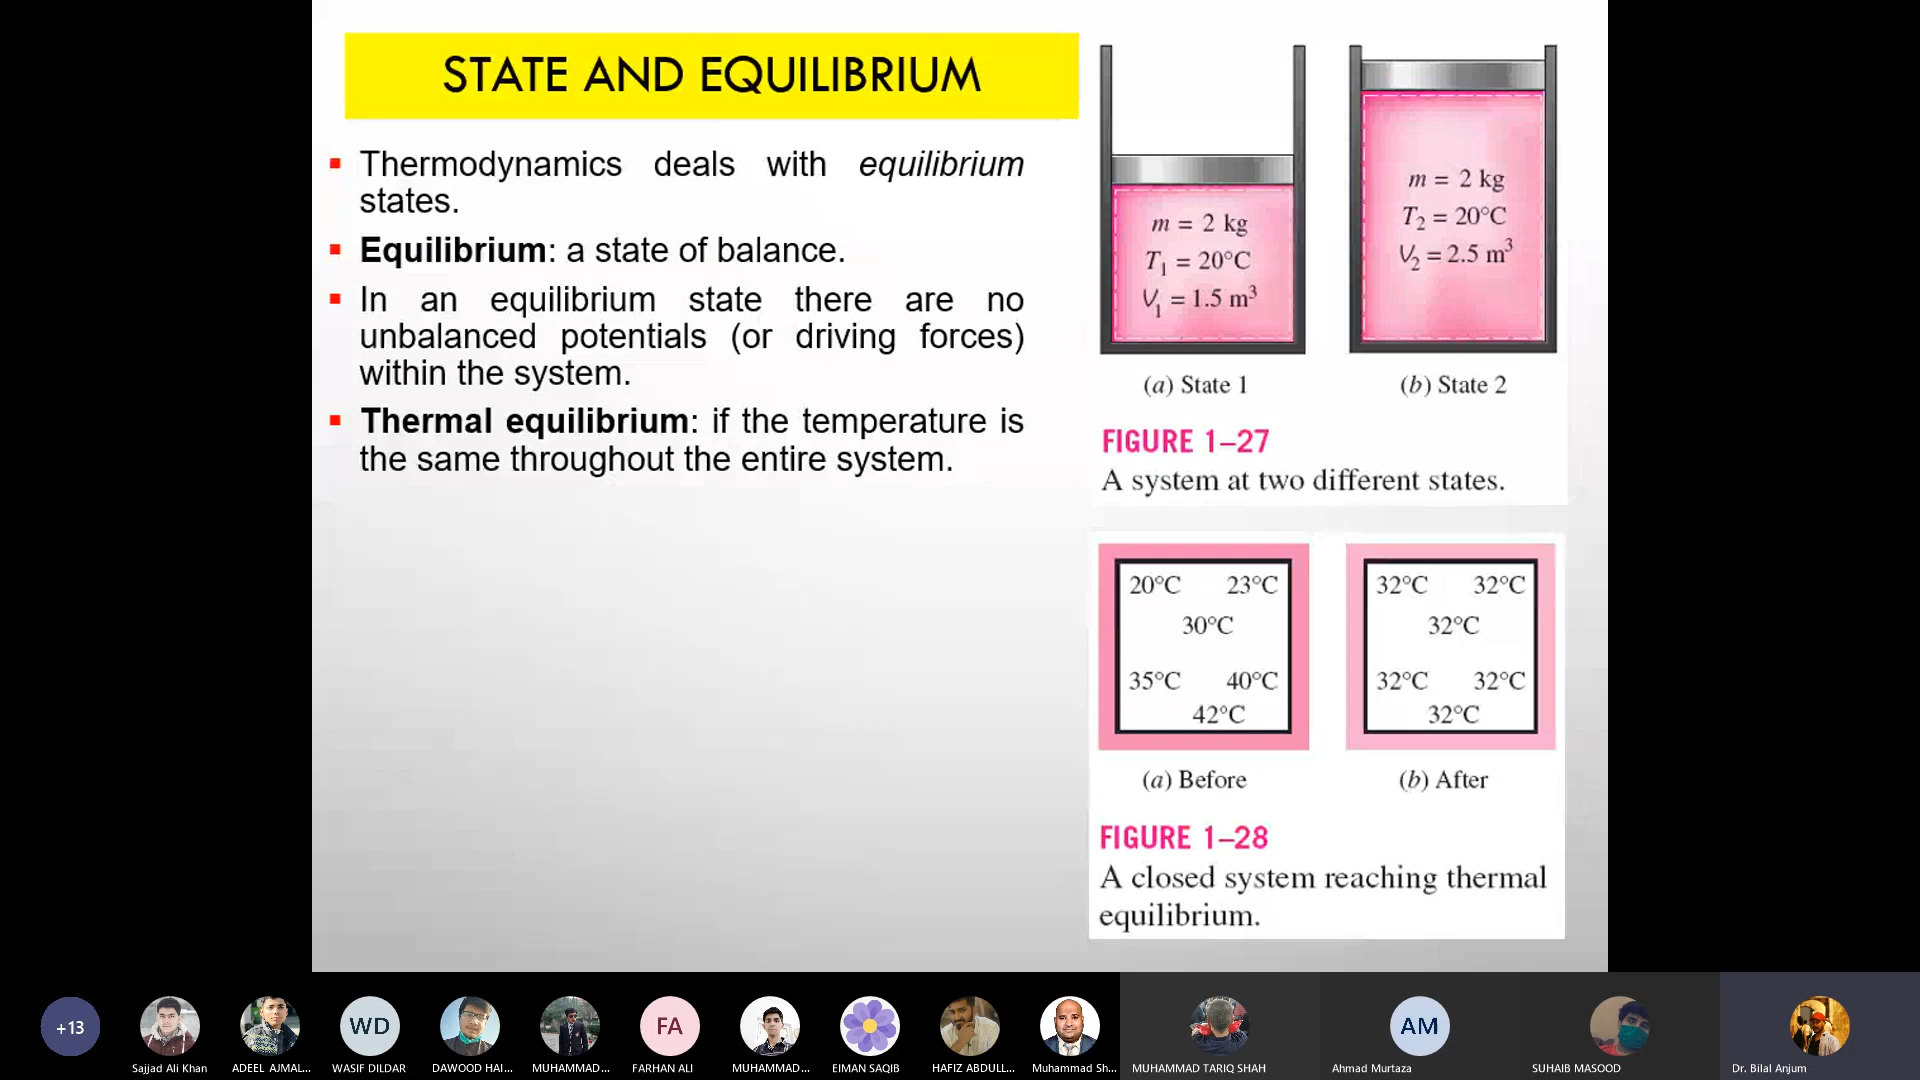 STATE AND EQUILIBRIUM
Thermodynamics deals with equilibrium
states.
Equilibrium: a state of balance.
In an equilibrium state there are no
unbalanced potentials (or driving forces)
within the system.
Thermal equilibrium: if the temperature is
the same throughout the entire system.
m = 2 kg
T1 = 20°C
V1 = 1.5 m³
(a) State 1
m = 2 kg
T2 = 20°C
V2 = 2.5 m³
(b) State 2
FIGURE 1–27
A system at two different states.
20°C 23°C
30°C
35°C 40°C
42°C
(a) Before
32°C 32°C
32°C
32°C 32°C
32°C
(b) After
FIGURE 1–28
A closed system reaching thermal
equilibrium.
+13
Sajjad Ali Khan
ADEEL AJMAL...
WD
WASIF DILDAR
DAWOOD HAI...
MUHAMMAD...
FA
FARHAN ALI
MUHAMMAD...
EIMAN SAQIB
HAFIZ ABDULL...
Muhammad Sh...
MUHAMMAD TARIQ SHAH
AM
Ahmad Murtaza
SUHAIB MASOOD
Dr. Bilal Anjum